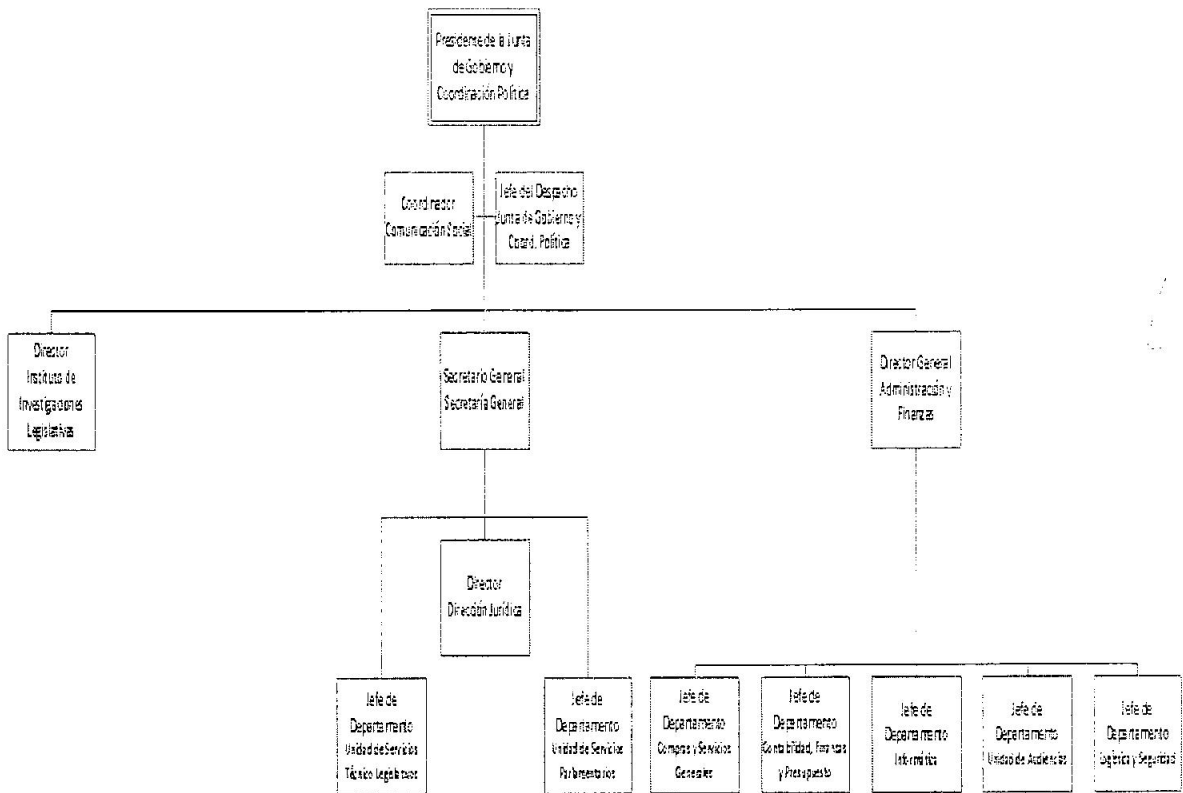 Presidente de la Junta
de Gobierno y
Coordinación Política
Coordinador
Comunicación Social
Jefe del Despacho
Junta de Gobierno y
Coord. Política
Director
Instituto de
Investigaciones
Legislativas
Secretario General
Secretaría General
Director General
Administración y
Finanzas
Director
Dirección Jurídica
Jefe de
Departamento
Unidad de Servicios
Técnico Legislativos
Jefe de
Departamento
Unidad de Servicios
Parlamentarios
Jefe de
Departamento
Compras y Servicios
Generales
Jefe de
Departamento
Contabilidad, Finanzas
y Presupuesto
Jefe de
Departamento
Informática
Jefe de
Departamento
Unidad de Audiencias
Jefe de
Departamento
Logística y Seguridad